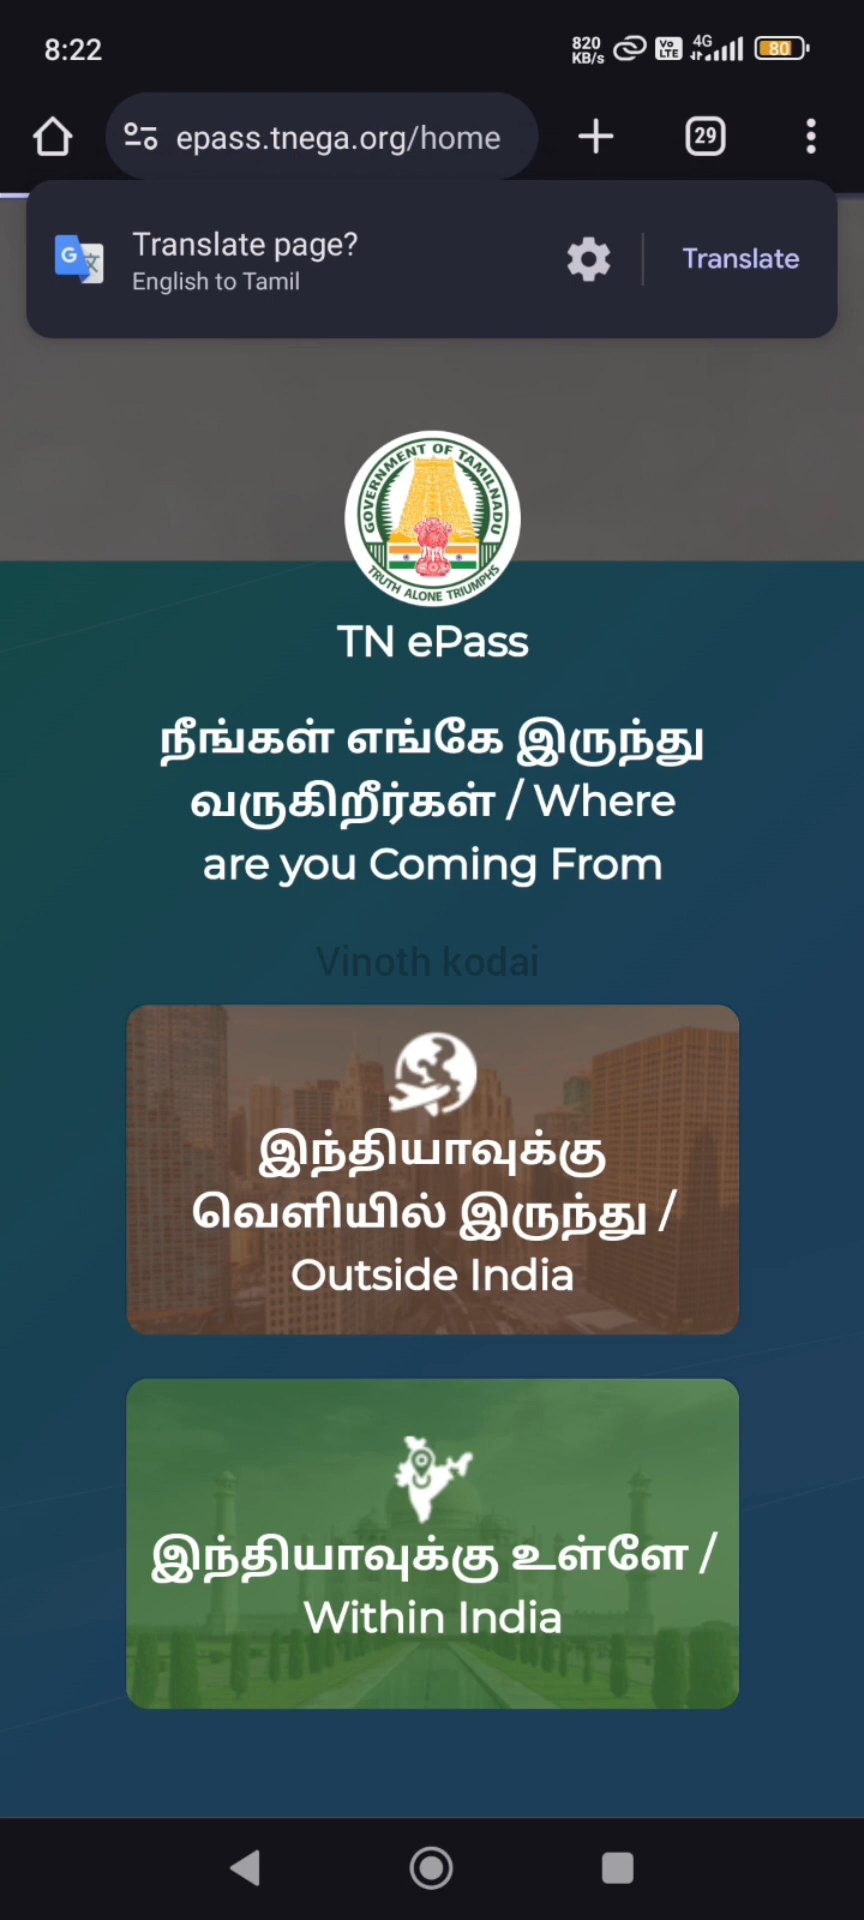 8:22
820
KB/s
Vo
LTE
4G
80
epass.tnega.org/home
29
Translate page?
English to Tamil
Translate
GOVERNMENT OF TAMILNADU
TRUTH ALONE TRIUMPHS
TN ePass
நீங்கள் எங்கே இருந்து
வருகிறீர்கள் / Where
are you Coming From
Vinoth kodai
இந்தியாவுக்கு
வெளியில் இருந்து /
Outside India
இந்தியாவுக்கு உள்ளே /
Within India